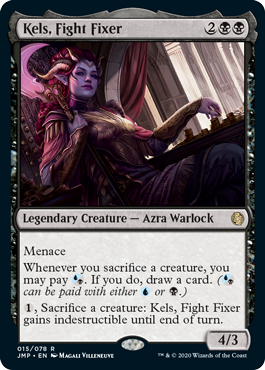 Kels, Fight Fixer 2
Legendary Creature — Azra Warlock
Menace
Whenever you sacrifice a creature, you
may pay . If you do, draw a card. (
can be paid with either or .)
1, Sacrifice a creature: Kels, Fight Fixer
gains indestructible until end of turn.
4/3
015/078 R
JMP • EN MAGALI VILLENEUVE ™ & © 2020 Wizards of the Coast